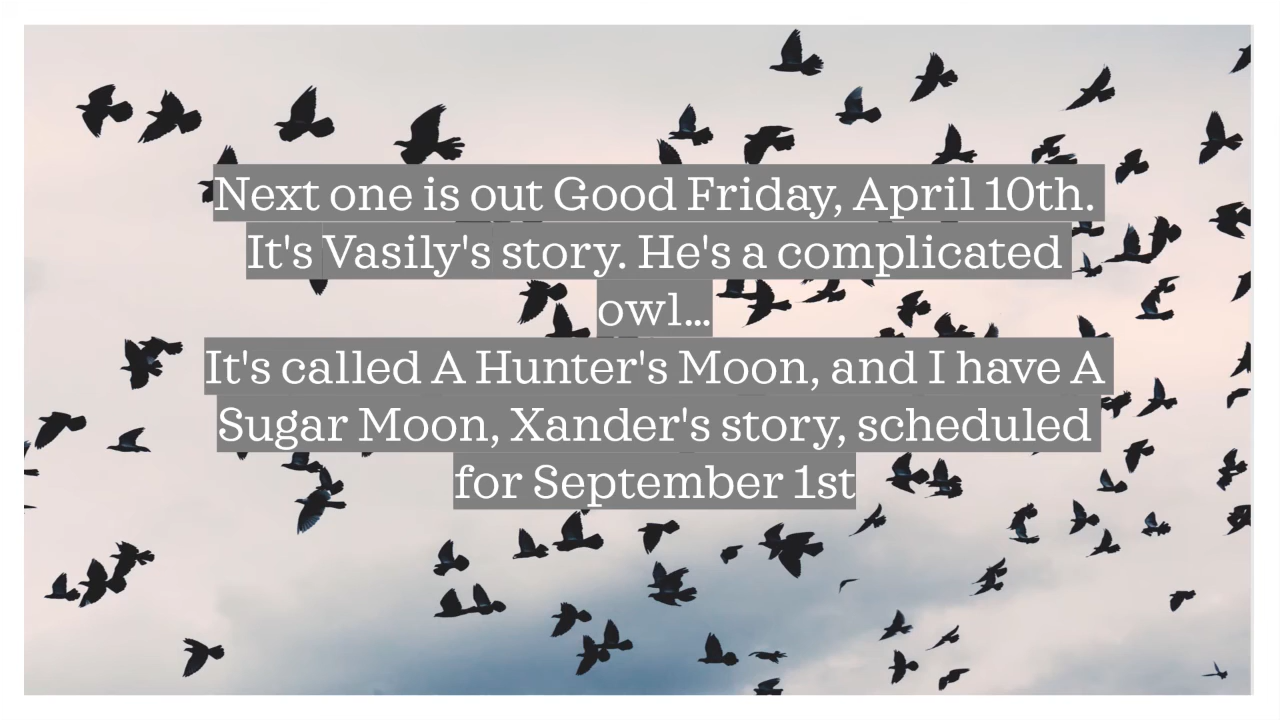 Next one is out Good Friday, April 10th.
It's Vasily's story. He's a complicated
owl...
It's called A Hunter's Moon, and I have A
Sugar Moon, Xander's story, scheduled
for September 1st